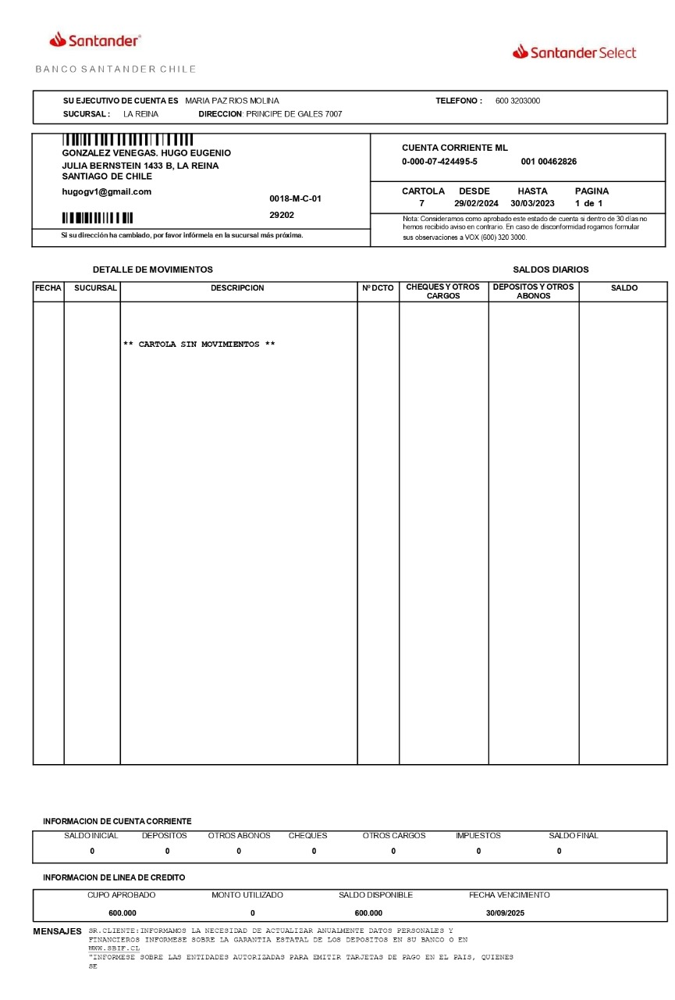 Santander
Santander Select
BANCO SANTANDER CHILE
SU EJECUTIVO DE CUENTA ES MARIA PAZ RIOS MOLINA TELEFONO : 600 3203000
SUCURSAL : LA REINA DIRECCION: PRINCIPE DE GALES 7007
GONZALEZ VENEGAS. HUGO EUGENIO
JULIA BERNSTEIN 1433 B, LA REINA
SANTIAGO DE CHILE
hugogv1@gmail.com
0018-M-C-01
29202
Si su dirección ha cambiado, por favor infórmela en la sucursal más próxima.
CUENTA CORRIENTE ML
0-000-07-424495-5 001 00462826
CARTOLA DESDE HASTA PAGINA
7 29/02/2024 30/03/2023 1 de 1
Nota: Consideramos como aprobado este estado de cuenta si dentro de 30 días no
hemos recibido aviso en contrario. En caso de disconformidad rogamos formular
sus observaciones a VOX (600) 320 3000.
DETALLE DE MOVIMIENTOS SALDOS DIARIOS
FECHA SUCURSAL DESCRIPCION Nº DCTO CHEQUES Y OTROS CARGOS DEPOSITOS Y OTROS ABONOS SALDO
** CARTOLA SIN MOVIMIENTOS **
INFORMACION DE CUENTA CORRIENTE
SALDO INICIAL DEPOSITOS OTROS ABONOS CHEQUES OTROS CARGOS IMPUESTOS SALDO FINAL
0 0 0 0 0 0 0
INFORMACION DE LINEA DE CREDITO
CUPO APROBADO MONTO UTILIZADO SALDO DISPONIBLE FECHA VENCIMIENTO
600.000 0 600.000 30/09/2025
MENSAJES SR.CLIENTE:INFORMAMOS LA NECESIDAD DE ACTUALIZAR ANUALMENTE DATOS PERSONALES Y
FINANCIEROS INFORMESE SOBRE LA GARANTIA ESTATAL DE LOS DEPOSITOS EN SU BANCO O EN
WWW.SBIF.CL
"INFORMESE SOBRE LAS ENTIDADES AUTORIZADAS PARA EMITIR TARJETAS DE PAGO EN EL PAIS, QUIENES
SE